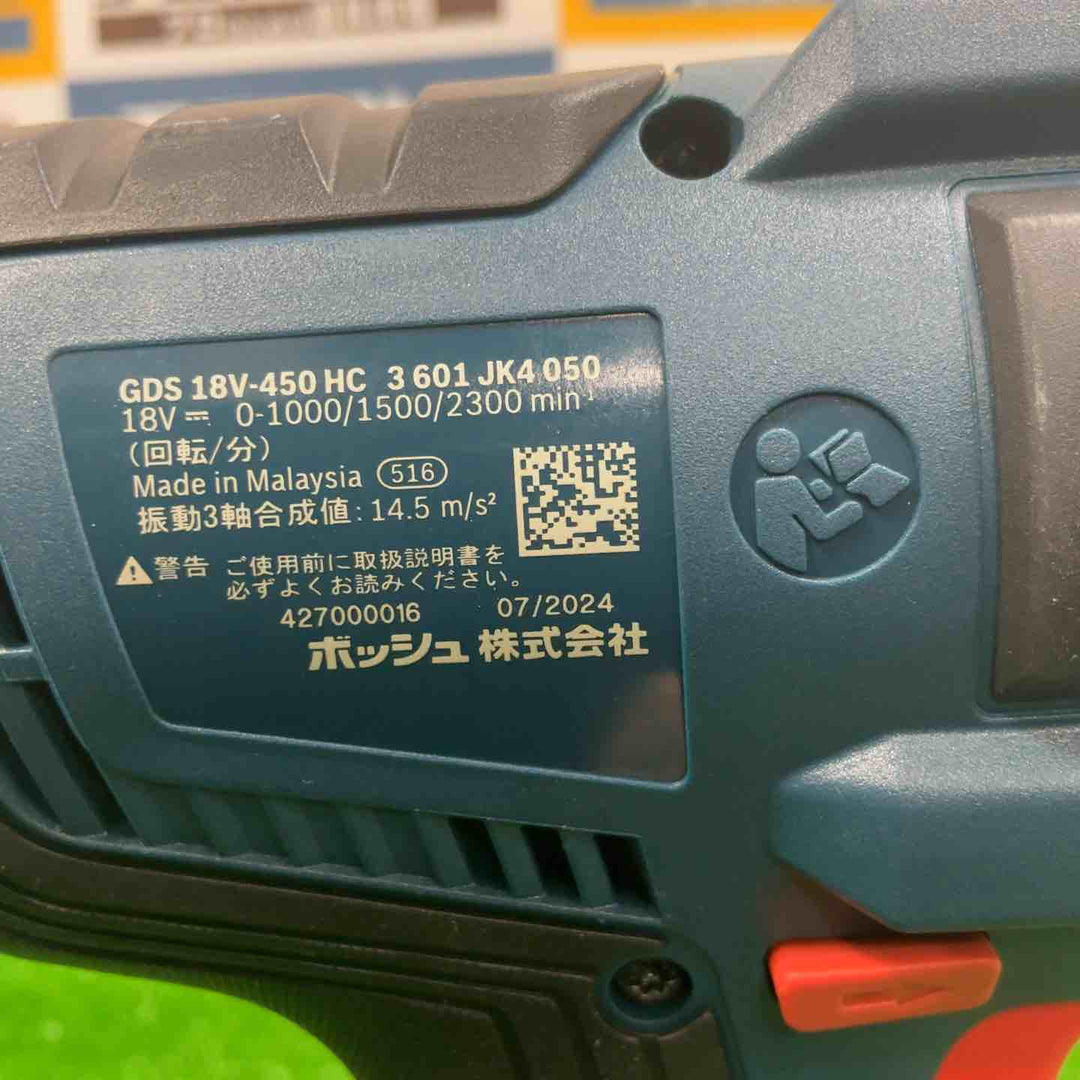 GDS 18V-450 HC 3 601 JK4 050
18V ⎓ 0-1000/1500/2300 min⁻¹
(回転/分)
Made in Malaysia 516
振動3軸合成値: 14.5 m/s²
警告 ご使用前に取扱説明書を
必ずよくお読みください。
427000016 07/2024
ボッシュ株式会社